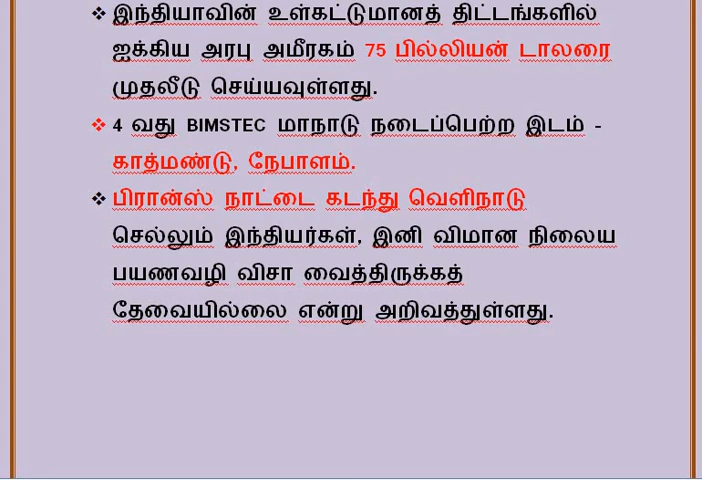 ❖ இந்தியாவின் உள்கட்டுமானத் திட்டங்களில்
ஐக்கிய அரபு அமீரகம் 75 பில்லியன் டாலரை
முதலீடு செய்யவுள்ளது.
❖ 4 வது BIMSTEC மாநாடு நடைப்பெற்ற இடம் -
காத்மண்டு, நேபாளம்.
❖ பிரான்ஸ் நாட்டை கடந்து வெளிநாடு
செல்லும் இந்தியர்கள், இனி விமான நிலைய
பயணவழி விசா வைத்திருக்கத்
தேவையில்லை என்று அறிவத்துள்ளது.